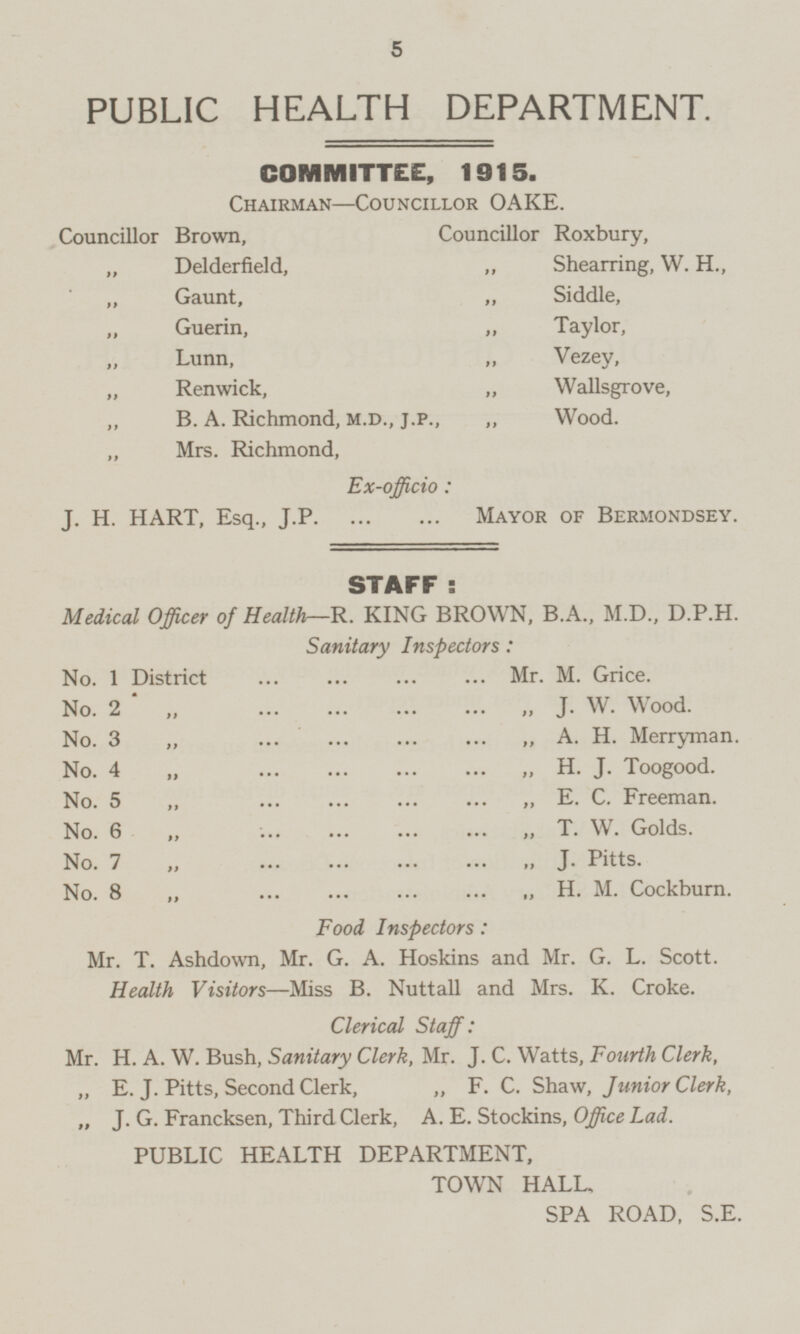 5
PUBLIC HEALTH DEPARTMENT.
COMMITTEE, 1915.
CHAIRMAN—COUNCILLOR OAKE.
Councillor Brown, Councillor Roxbury,
„ Delderfield, „ Shearring, W. H.,
„ Gaunt, „ Siddle,
„ Guerin, „ Taylor,
„ Lunn, „ Vezey,
„ Renwick, „ Wallsgrove,
„ B. A. Richmond, M.D., J.P., „ Wood.
„ Mrs. Richmond,
Ex-officio :
J. H. HART, Esq., J.P. ... ... MAYOR OF BERMONDSEY.
STAFF :
Medical Officer of Health—R. KING BROWN, B.A., M.D., D.P.H.
Sanitary Inspectors :
No. 1 District ... ... ... ... Mr. M. Grice.
No. 2 „ ... ... ... ... „ J. W. Wood.
No. 3 „ ... ... ... ... „ A. H. Merryman.
No. 4 „ ... ... ... ... „ H. J. Toogood.
No. 5 „ ... ... ... ... „ E. C. Freeman.
No. 6 „ ... ... ... ... „ T. W. Golds.
No. 7 „ ... ... ... ... „ J. Pitts.
No. 8 „ ... ... ... ... „ H. M. Cockburn.
Food Inspectors :
Mr. T. Ashdown, Mr. G. A. Hoskins and Mr. G. L. Scott.
Health Visitors—Miss B. Nuttall and Mrs. K. Croke.
Clerical Staff :
Mr. H. A. W. Bush, Sanitary Clerk, Mr. J. C. Watts, Fourth Clerk,
„ E. J. Pitts, Second Clerk, „ F. C. Shaw, Junior Clerk,
„ J. G. Francksen, Third Clerk, A. E. Stockins, Office Lad.
PUBLIC HEALTH DEPARTMENT,
TOWN HALL,
SPA ROAD, S.E.